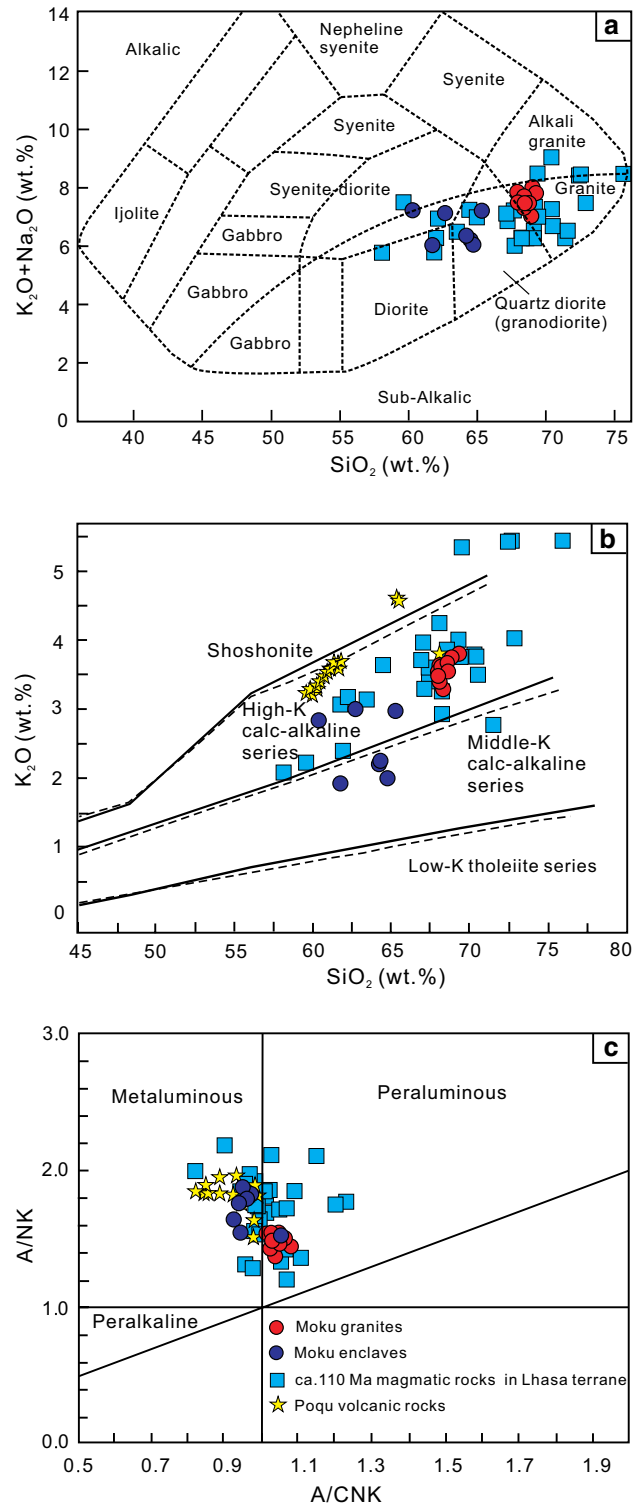 a
14
12
10
8
6
4
2
0
K₂O+Na₂O (wt.%)
Alkalic
Nepheline
syenite
Syenite
Syenite
Alkali
granite
Granite
Syenite-diorite
Ijolite
Gabbro
Gabbro
Gabbro
Diorite
Quartz diorite
(granodiorite)
Sub-Alkalic
40 45 50 55 60 65 70 75
SiO₂ (wt.%)
b
5
4
3
2
1
0
K₂O (wt.%)
Shoshonite
High-K
calc-alkaline
series
Middle-K
calc-alkaline
series
Low-K tholeiite series
45 50 55 60 65 70 75 80
SiO₂ (wt.%)
c
3.0
2.0
1.0
0.0
A/NK
Metaluminous
Peraluminous
Peralkaline
Moku granites
Moku enclaves
ca.110 Ma magmatic rocks in Lhasa terrane
Poqu volcanic rocks
0.5 0.7 0.9 1.1 1.3 1.5 1.7 1.9
A/CNK